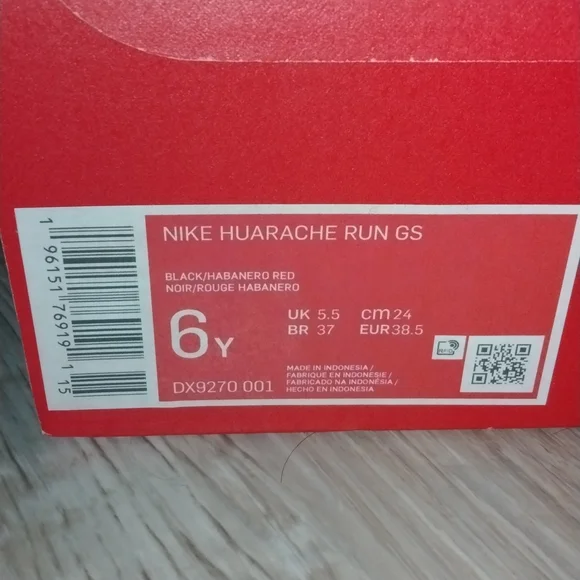 NIKE HUARACHE RUN GS
BLACK/HABANERO RED
NOIR/ROUGE HABANERO
6Y
UK 5.5 cm 24
BR 37 EUR 38.5
DX9270 001
MADE IN INDONESIA /
FABRIQUE EN INDONESIE /
FABRICADO NA INDONÉSIA /
HECHO EN INDONESIA
1 96151 76919 1 15